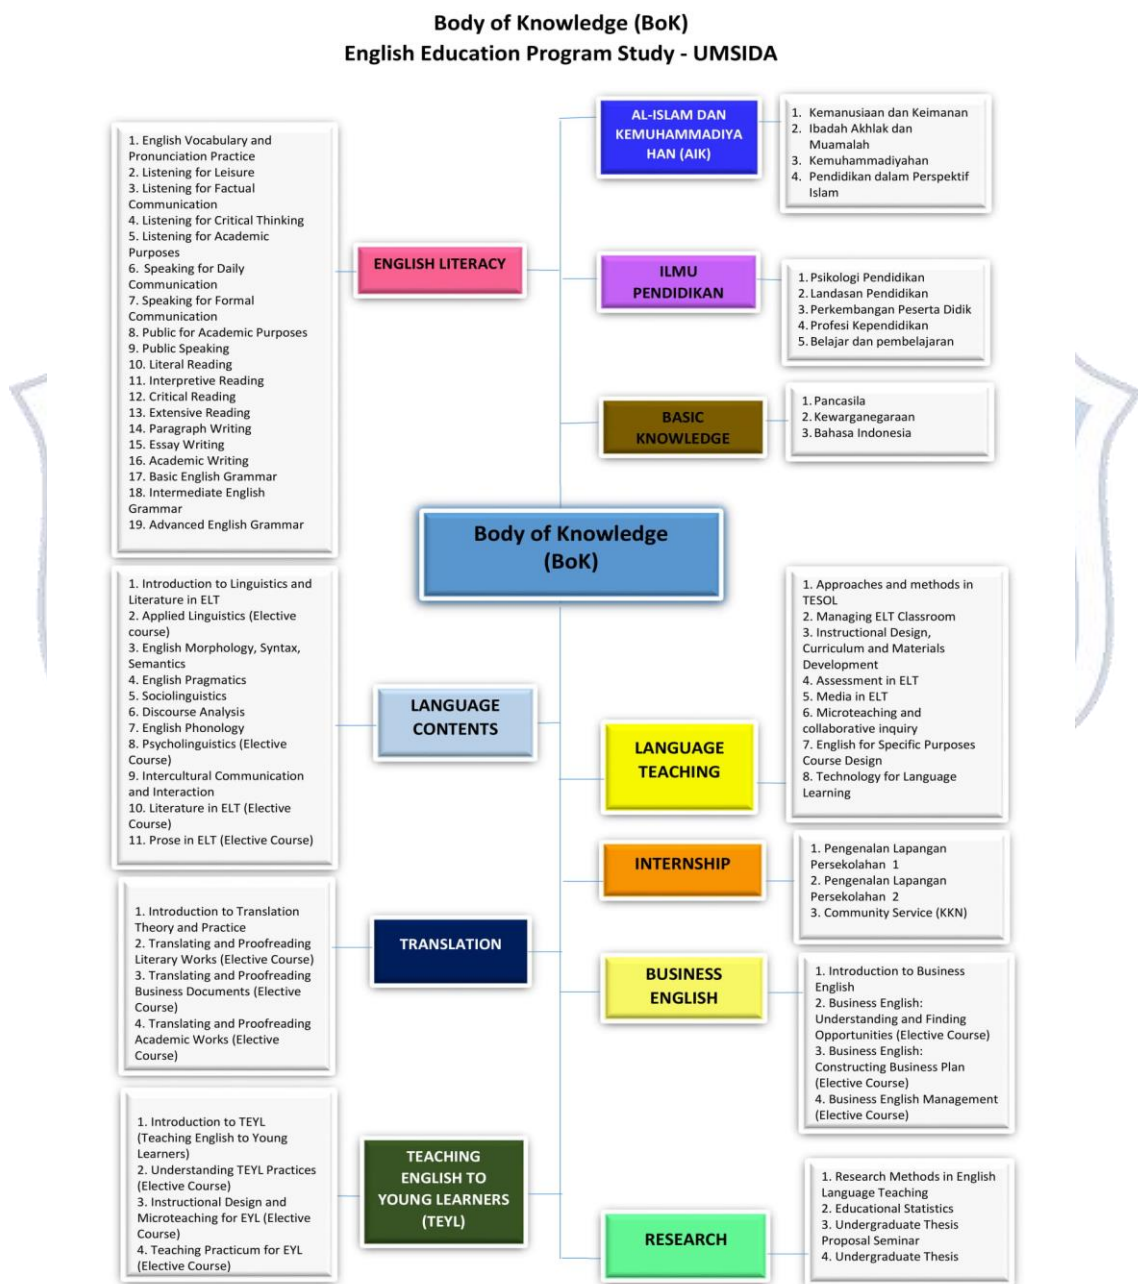 Body of Knowledge (BoK)
English Education Program Study - UMSIDA
1. English Vocabulary and
Pronunciation Practice
2. Listening for Leisure
3. Listening for Factual
Communication
4. Listening for Critical Thinking
5. Listening for Academic
Purposes
6. Speaking for Daily
Communication
7. Speaking for Formal
Communication
8. Public for Academic Purposes
9. Public Speaking
10. Literal Reading
11. Interpretive Reading
12. Critical Reading
13. Extensive Reading
14. Paragraph Writing
15. Essay Writing
16. Academic Writing
17. Basic English Grammar
18. Intermediate English
Grammar
19. Advanced English Grammar
ENGLISH LITERACY
AL-ISLAM DAN
KEMUHAMMADIYA
HAN (AIK)
1. Kemanusiaan dan Keimanan
2. Ibadah Akhlak dan
Muamalah
3. Kemuhammadiyahan
4. Pendidikan dalam Perspektif
Islam
ILMU
PENDIDIKAN
1. Psikologi Pendidikan
2. Landasan Pendidikan
3. Perkembangan Peserta Didik
4. Profesi Kependidikan
5. Belajar dan pembelajaran
BASIC
KNOWLEDGE
1. Pancasila
2. Kewarganegaraan
3. Bahasa Indonesia
Body of Knowledge
(BoK)
1. Introduction to Linguistics and
Literature in ELT
2. Applied Linguistics (Elective
course)
3. English Morphology, Syntax,
Semantics
4. English Pragmatics
5. Sociolinguistics
6. Discourse Analysis
7. English Phonology
8. Psycholinguistics (Elective
Course)
9. Intercultural Communication
and Interaction
10. Literature in ELT (Elective
Course)
11. Prose in ELT (Elective Course)
LANGUAGE
CONTENTS
LANGUAGE
TEACHING
1. Approaches and methods in
TESOL
2. Managing ELT Classroom
3. Instructional Design,
Curriculum and Materials
Development
4. Assessment in ELT
5. Media in ELT
6. Microteaching and
collaborative inquiry
7. English for Specific Purposes
Course Design
8. Technology for Language
Learning
INTERNSHIP
1. Pengenalan Lapangan
Persekolahan 1
2. Pengenalan Lapangan
Persekolahan 2
3. Community Service (KKN)
1. Introduction to Translation
Theory and Practice
2. Translating and Proofreading
Literary Works (Elective Course)
3. Translating and Proofreading
Business Documents (Elective
Course)
4. Translating and Proofreading
Academic Works (Elective
Course)
TRANSLATION
BUSINESS
ENGLISH
1. Introduction to Business
English
2. Business English:
Understanding and Finding
Opportunities (Elective Course)
3. Business English:
Constructing Business Plan
(Elective Course)
4. Business English Management
(Elective Course)
1. Introduction to TEYL
(Teaching English to Young
Learners)
2. Understanding TEYL Practices
(Elective Course)
3. Instructional Design and
Microteaching for EYL (Elective
Course)
4. Teaching Practicum for EYL
(Elective Course)
TEACHING
ENGLISH TO
YOUNG LEARNERS
(TEYL)
RESEARCH
1. Research Methods in English
Language Teaching
2. Educational Statistics
3. Undergraduate Thesis
Proposal Seminar
4. Undergraduate Thesis